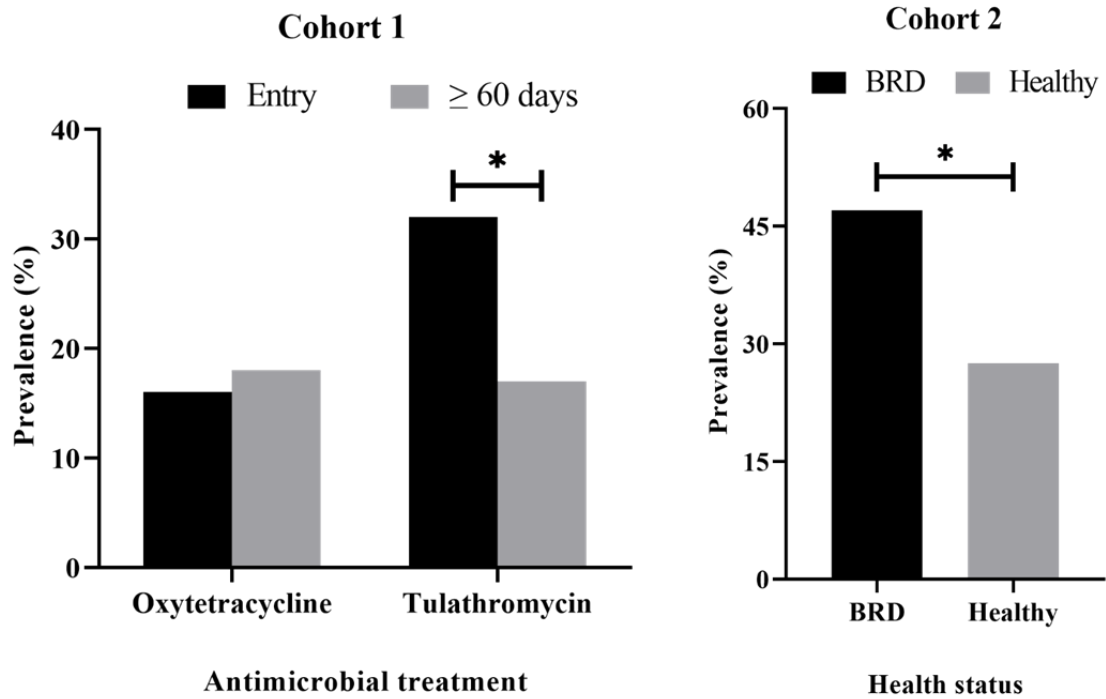 Cohort 1
Entry
≥ 60 days
40
30
20
10
0
Prevalence (%)
*
Oxytetracycline
Tulathromycin
Antimicrobial treatment
Cohort 2
BRD
Healthy
60
45
30
15
0
Prevalence (%)
*
BRD
Healthy
Health status